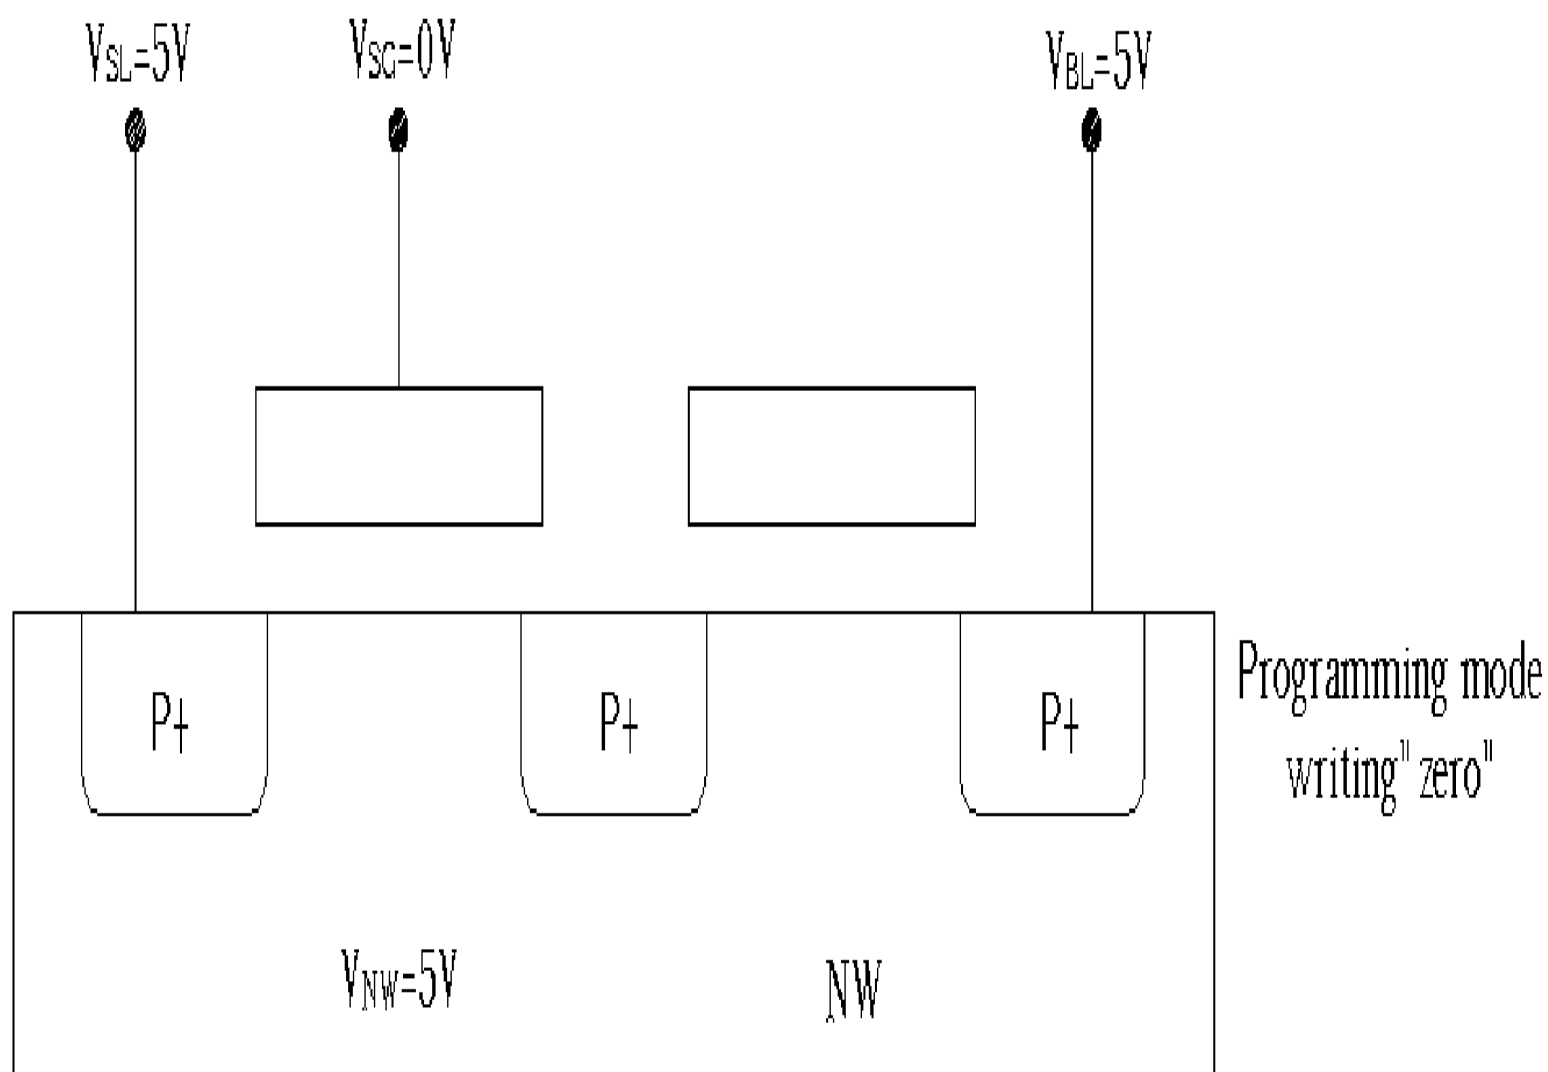 VSL=5V
VSG=0V
VBL=5V
P+
P+
P+
Programming mode
writing" zero"
VNW=5V
NW